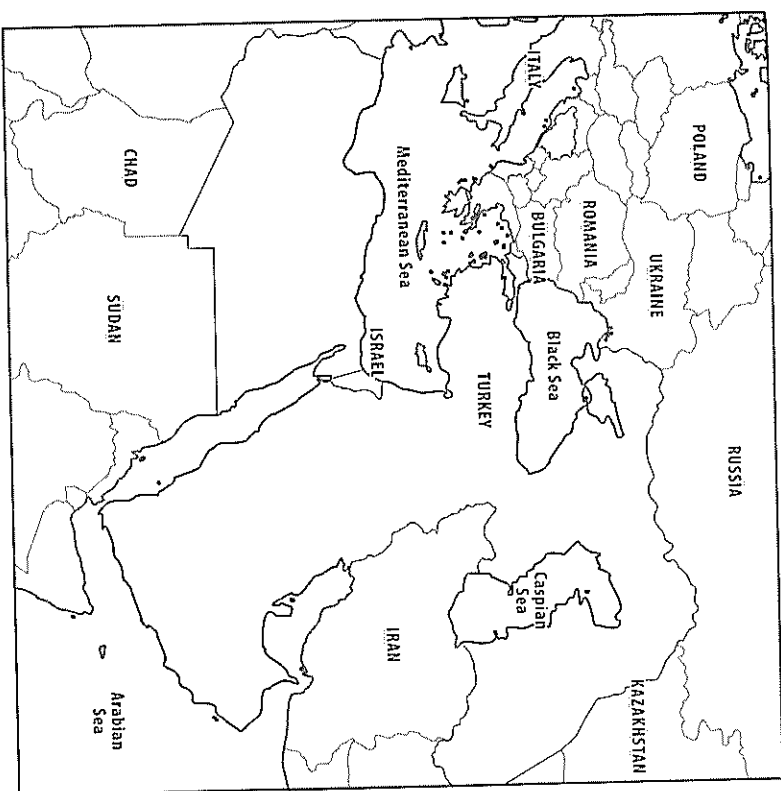 POLAND
RUSSIA
UKRAINE
KAZAKHSTAN
ROMANIA
ITALY
BULGARIA
Black Sea
Caspian
Sea
TURKEY
Mediterranean Sea
IRAN
ISRAEL
CHAD
SUDAN
Arabian
Sea